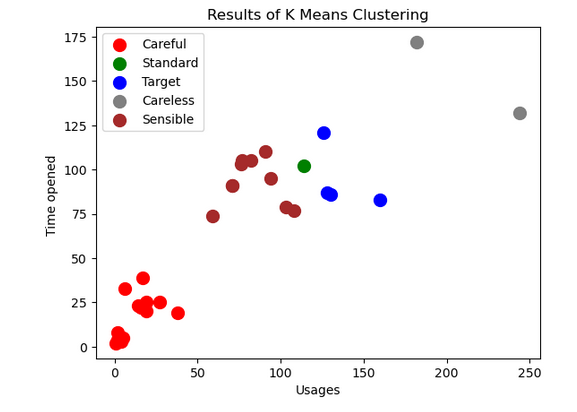 Results of K Means Clustering
Careful
Standard
Target
Careless
Sensible
175
150
125
100
75
50
25
0
Time opened
0 50 100 150 200 250
Usages